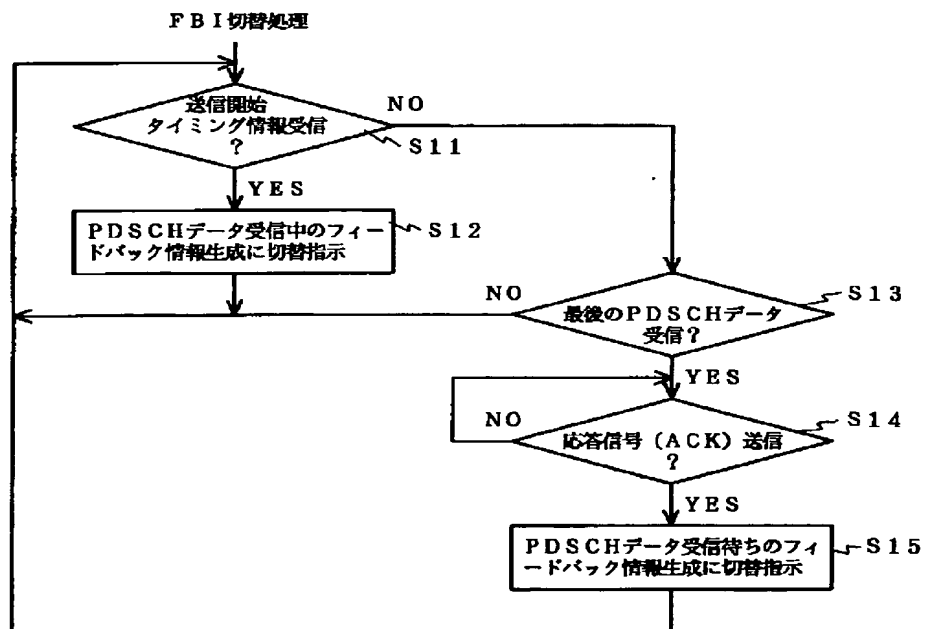 ＦＢＩ切替処理
送信開始
タイミング情報受信
？
NO
S11
YES
ＰＤＳＣＨデータ受信中のフィー
ドバック情報生成に切替指示
S12
NO
S13
最後のＰＤＳＣＨデータ
受信？
YES
NO
S14
応答信号（ＡＣＫ）送信
？
YES
ＰＤＳＣＨデータ受信待ちのフィ
ードバック情報生成に切替指示
S15